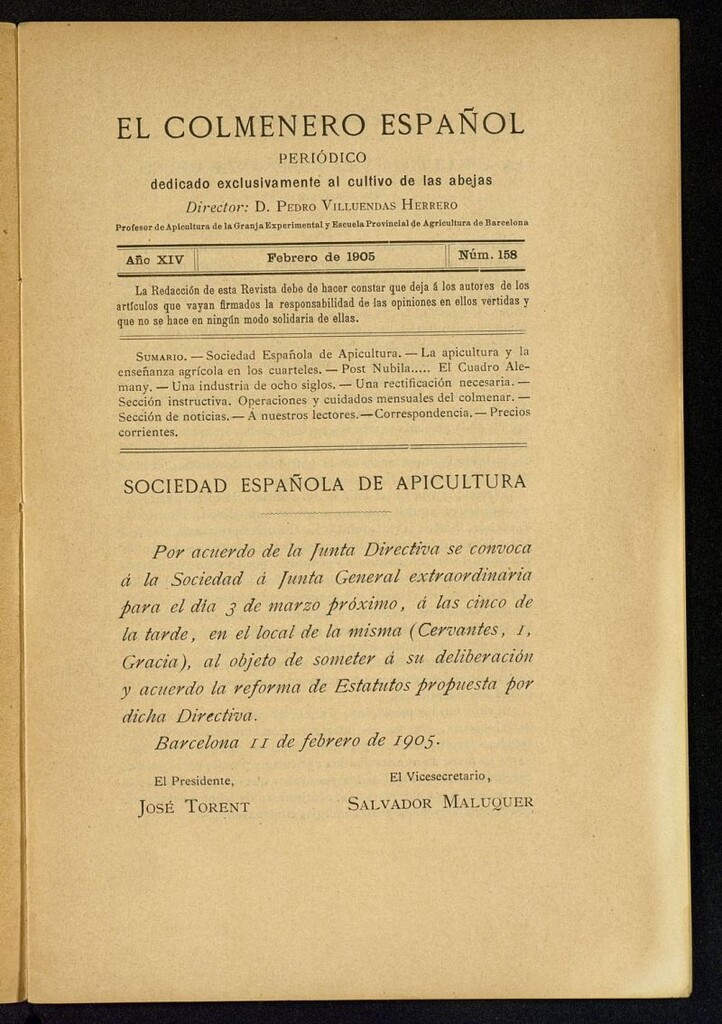 EL COLMENERO ESPAÑOL
PERIÓDICO
dedicado exclusivamente al cultivo de las abejas
Director: D. PEDRO VILLUENDAS HERRERO
Profesor de Apicultura de la Granja Experimental y Escuela Provincial de Agricultura de Barcelona
Año XIV Febrero de 1905 Núm. 158
La Redacción de esta Revista debe de hacer constar que deja á los autores de los
artículos que vayan firmados la responsabilidad de las opiniones en ellos vertidas y
que no se hace en ningún modo solidaria de ellas.
SUMARIO. — Sociedad Española de Apicultura. — La apicultura y la
enseñanza agrícola en los cuarteles. — Post Nubila..... El Cuadro Ale-
many. — Una industria de ocho siglos. — Una rectificación necesaria. —
Sección instructiva. Operaciones y cuidados mensuales del colmenar. —
Sección de noticias. — Á nuestros lectores. — Correspondencia. — Precios
corrientes.
SOCIEDAD ESPAÑOLA DE APICULTURA
Por acuerdo de la Junta Directiva se convoca
á la Sociedad á Junta General extraordinaria
para el día 3 de marzo próximo, á las cinco de
la tarde, en el local de la misma (Cervantes, 1,
Gracia), al objeto de someter á su deliberación
y acuerdo la reforma de Estatutos propuesta por
dicha Directiva.
Barcelona 11 de febrero de 1905.
El Presidente, El Vicesecretario,
JOSÉ TORENT SALVADOR MALUQUER